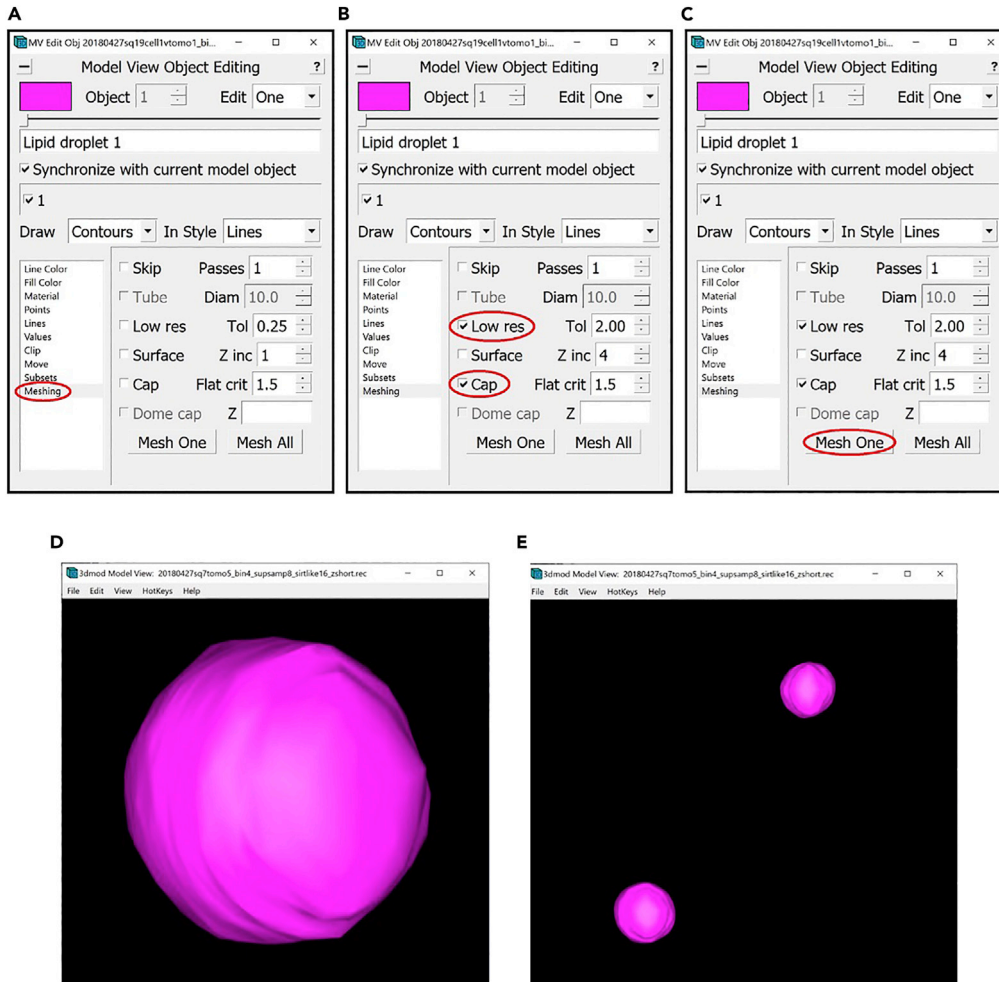 A
MV Edit Obj 20180427sq19cell1vtomo1_bi...
Model View Object Editing ?
Object 1 Edit One
Lipid droplet 1
Synchronize with current model object
1
Draw Contours In Style Lines
Line Color
Fill Color
Material
Points
Lines
Values
Clip
Move
Subsets
Meshing
Skip Passes 1
Tube Diam 10.0
Low res Tol 0.25
Surface Z inc 1
Cap Flat crit 1.5
Dome cap Z
Mesh One Mesh All
B
MV Edit Obj 20180427sq19cell1vtomo1_bi...
Model View Object Editing ?
Object 1 Edit One
Lipid droplet 1
Synchronize with current model object
1
Draw Contours In Style Lines
Line Color
Fill Color
Material
Points
Lines
Values
Clip
Move
Subsets
Meshing
Skip Passes 1
Tube Diam 10.0
Low res Tol 2.00
Surface Z inc 4
Cap Flat crit 1.5
Dome cap Z
Mesh One Mesh All
C
MV Edit Obj 20180427sq19cell1vtomo1_bi...
Model View Object Editing ?
Object 1 Edit One
Lipid droplet 1
Synchronize with current model object
1
Draw Contours In Style Lines
Line Color
Fill Color
Material
Points
Lines
Values
Clip
Move
Subsets
Meshing
Skip Passes 1
Tube Diam 10.0
Low res Tol 2.00
Surface Z inc 4
Cap Flat crit 1.5
Dome cap Z
Mesh One Mesh All
D
3dmod Model View: 20180427sq7tomo5_bin4_supsamp8_sirtlike16_zshort.rec
File Edit View HotKeys Help
E
3dmod Model View: 20180427sq7tomo5_bin4_supsamp8_sirtlike16_zshort.rec
File Edit View HotKeys Help